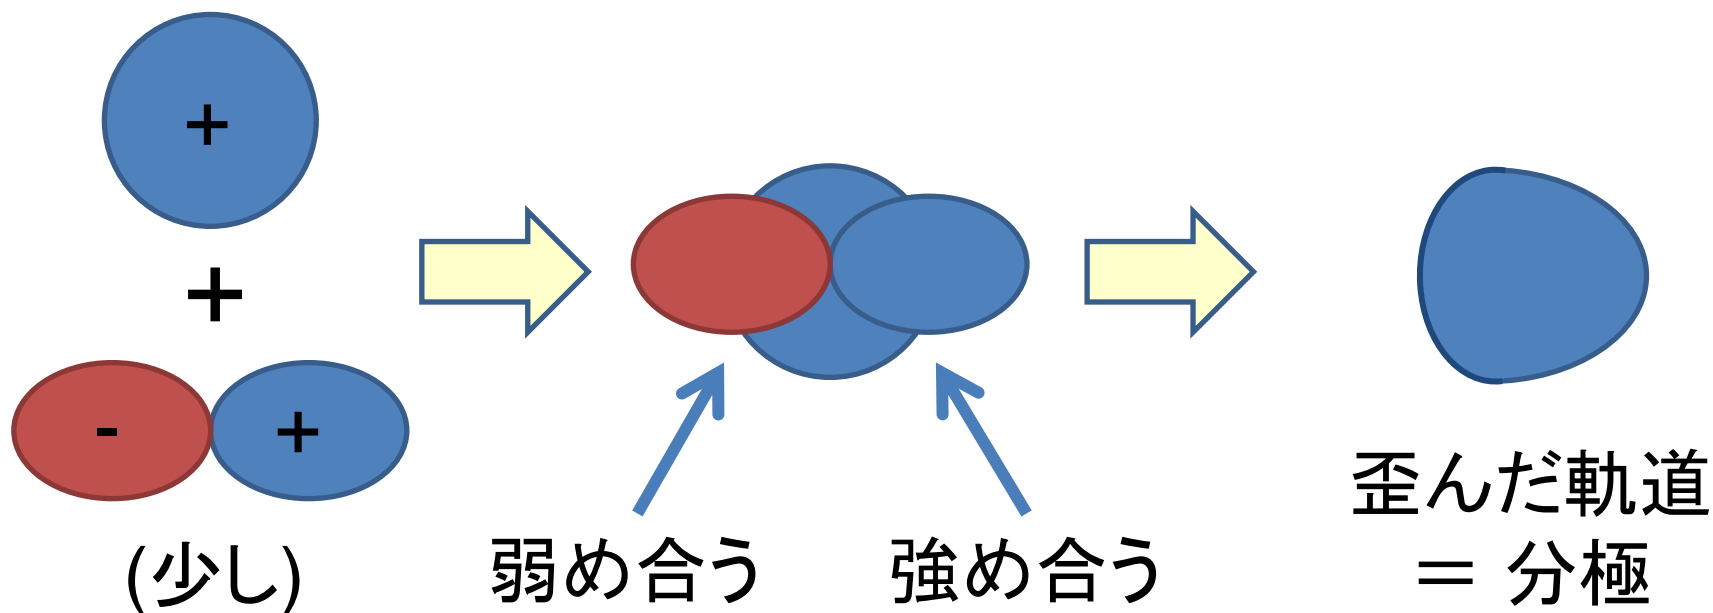 +
+
- +
(少し)
弱め合う
強め合う
歪んだ軌道
= 分極